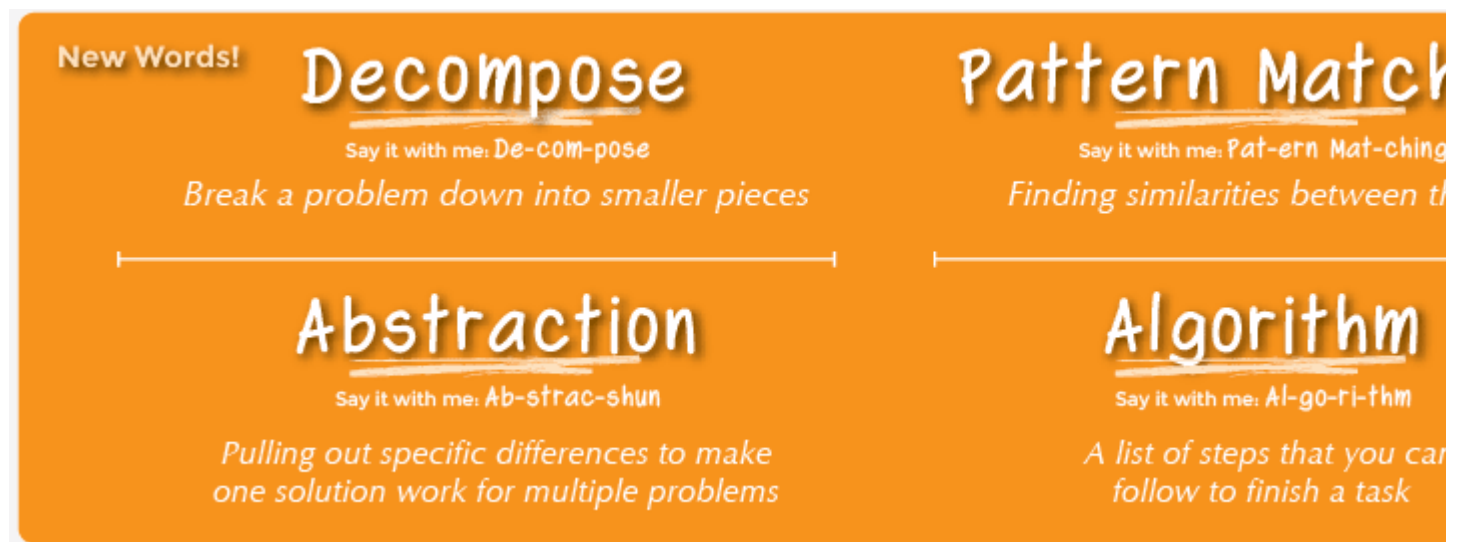 New Words!
Decompose
Say it with me: De-com-pose
Break a problem down into smaller pieces
Pattern Match
Say it with me: Pat-ern Mat-ching
Finding similarities between
Abstraction
Say it with me: Ab-strac-shun
Pulling out specific differences to make
one solution work for multiple problems
Algorithm
Say it with me: Al-go-ri-thm
A list of steps that you can
follow to finish a task